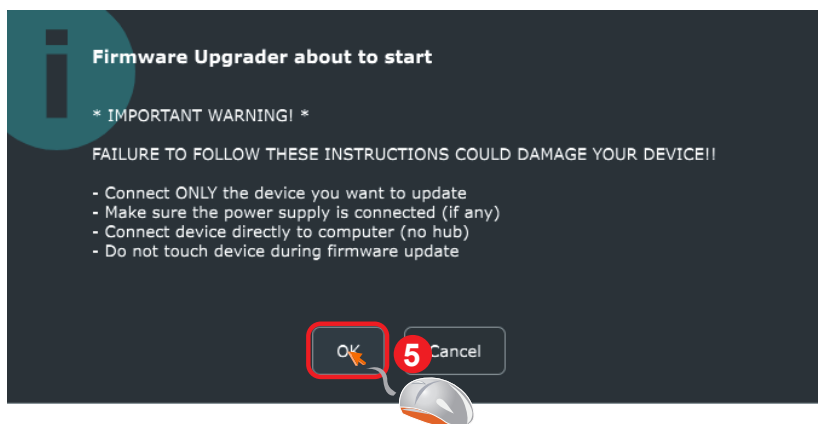 Firmware Upgrader about to start
* IMPORTANT WARNING! *
FAILURE TO FOLLOW THESE INSTRUCTIONS COULD DAMAGE YOUR DEVICE!!
- Connect ONLY the device you want to update
- Make sure the power supply is connected (if any)
- Connect device directly to computer (no hub)
- Do not touch device during firmware update
OK 5 Cancel